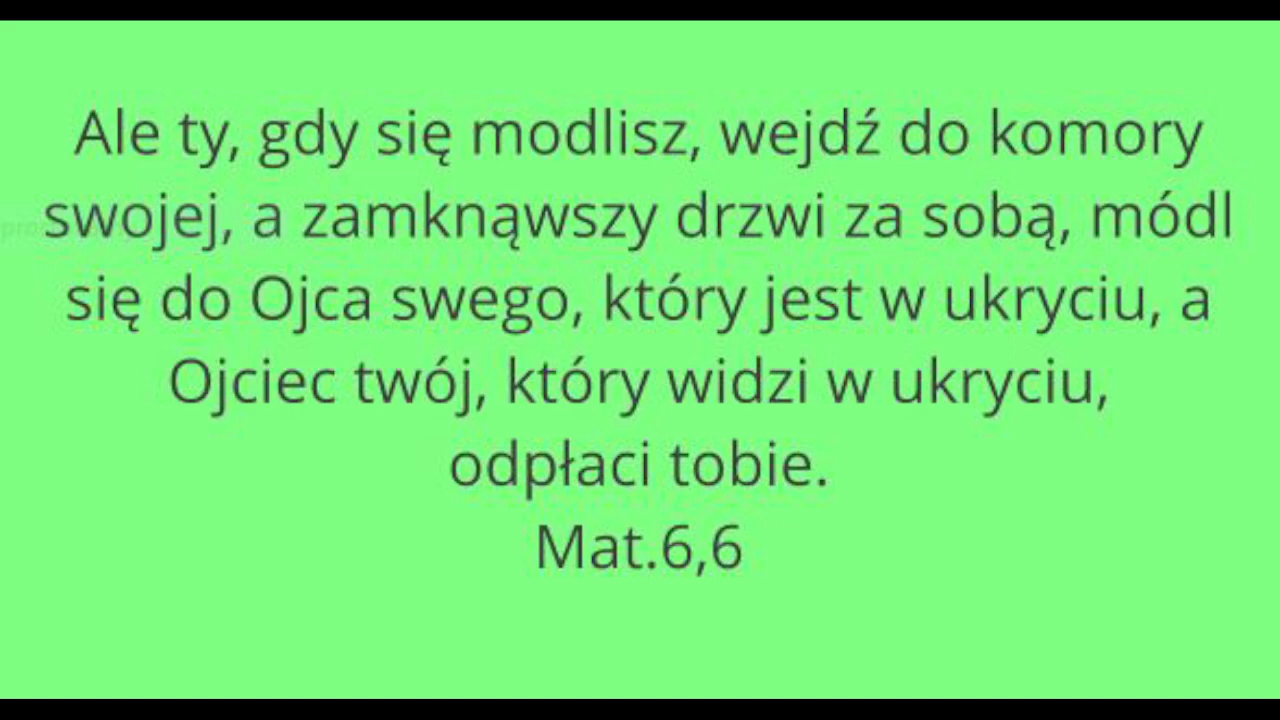 Ale ty, gdy się modlisz, wejdź do komory
swojej, a zamknąwszy drzwi za sobą, módl
się do Ojca swego, który jest w ukryciu, a
Ojciec twój, który widzi w ukryciu,
odpłaci tobie.
Mat.6,6